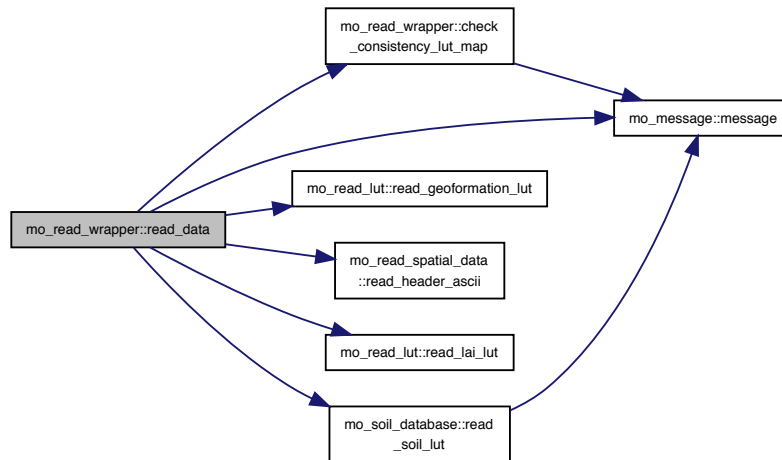 mo_read_wrapper::check
_consistency_lut_map
mo_message::message
mo_read_lut::read_geoformation_lut
mo_read_wrapper::read_data
mo_read_spatial_data
::read_header_ascii
mo_read_lut::read_lai_lut
mo_soil_database::read
_soil_lut